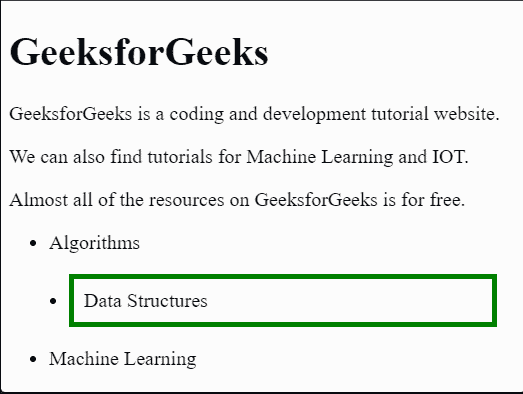 GeeksforGeeks
GeeksforGeeks is a coding and development tutorial website.
We can also find tutorials for Machine Learning and IOT.
Almost all of the resources on GeeksforGeeks is for free.
• Algorithms
• Data Structures
• Machine Learning